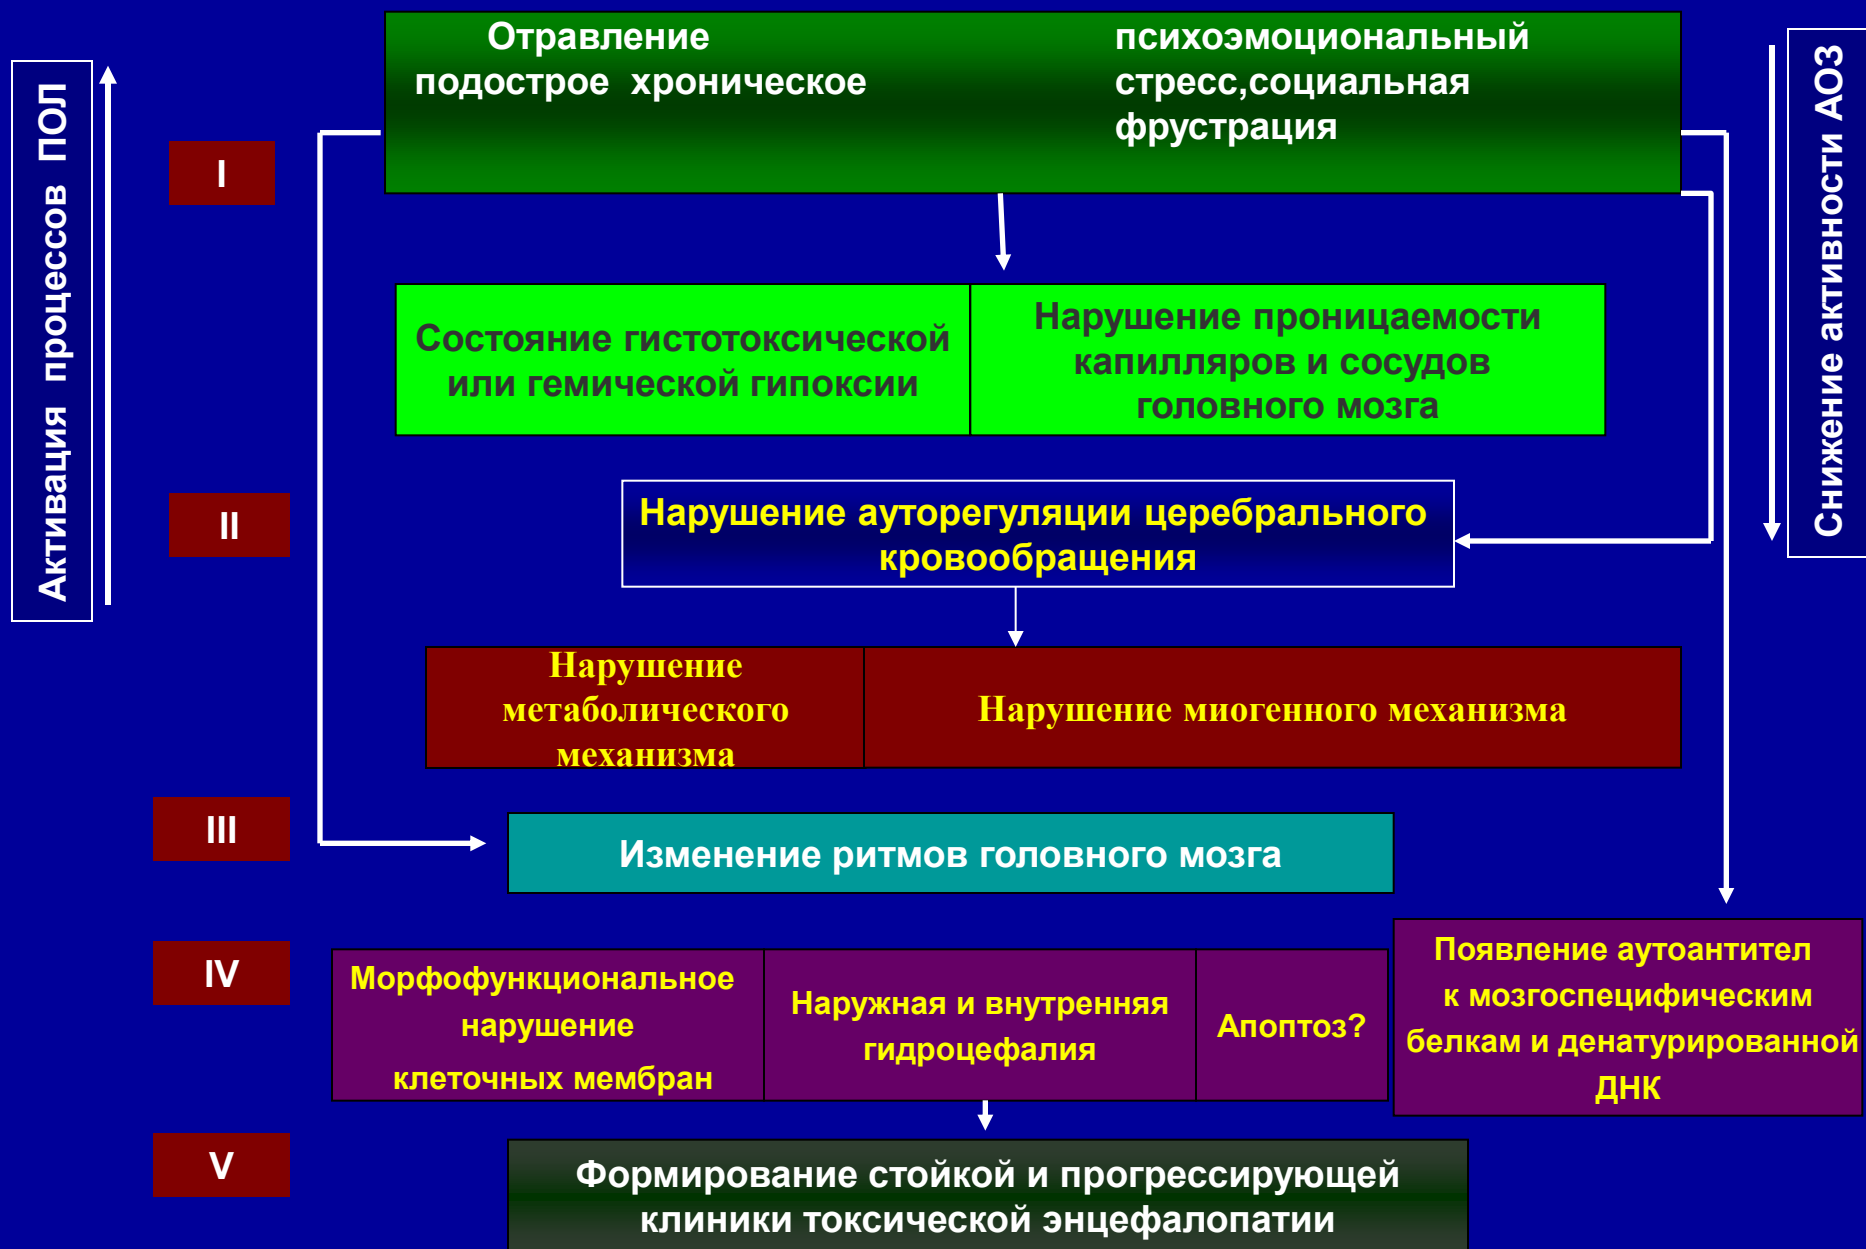 Отравление
подострое хроническое
психоэмоциональный
стресс,социальная
фрустрация
Активация процессов ПОЛ
Снижение активности АОЗ
I
Состояние гистотоксической
или гемической гипоксии
Нарушение проницаемости
капилляров и сосудов
головного мозга
II
Нарушение ауторегуляции церебрального
кровообращения
Нарушение
метаболического
механизма
Нарушение миогенного механизма
III
Изменение ритмов головного мозга
IV
Морфофункциональное
нарушение
клеточных мембран
Наружная и внутренняя
гидроцефалия
Апоптоз?
Появление аутоантител
к мозгоспецифическим
белкам и денатурированной
ДНК
V
Формирование стойкой и прогрессирующей
клиники токсической энцефалопатии